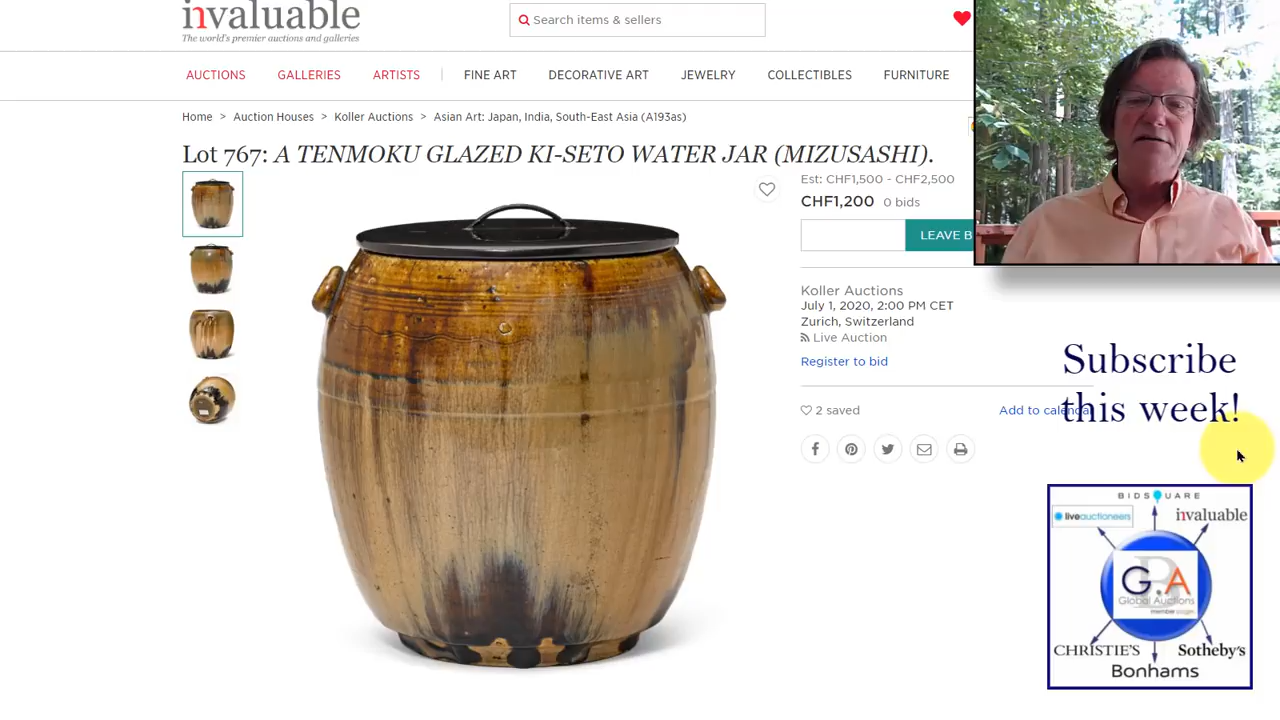 invaluable
The world's premier auctions and galleries
Search items & sellers
AUCTIONS GALLERIES ARTISTS FINE ART DECORATIVE ART JEWELRY COLLECTIBLES FURNITURE
Home > Auction Houses > Koller Auctions > Asian Art: Japan, India, South-East Asia (A193as)
Lot 767: A TENMOKU GLAZED KI-SETO WATER JAR (MIZUSASHI).
Est: CHF1,500 - CHF2,500
CHF1,200 0 bids
LEAVE B
Koller Auctions
July 1, 2020, 2:00 PM CET
Zurich, Switzerland
Live Auction
Register to bid
2 saved
Add to calendar
Subscribe
this week!
BIDSQUARE
liveauctioneers
invaluable
G.A
Global Auctions
CHRISTIE'S
Sotheby's
Bonhams